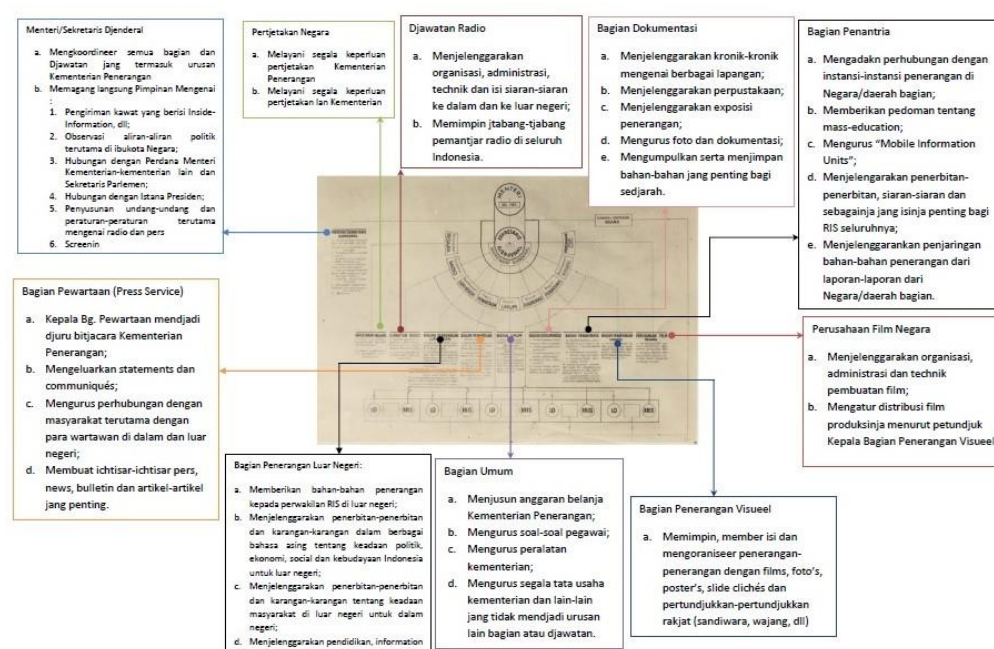 Menteri/Sekretaris Djenderal
a. Mengkoordineer semua bagian dan
Djawatan jang termasuk urusan
Kementerian Penerangan
b. Memagang langsung Pimpinan Mengenai
:
1. Pengiriman kawat yang berisi Inside-
Information, dll;
2. Observasi aliran-aliran politik
terutama di ibukota Negara;
3. Hubungan dengan Perdana Menteri
Kementerian-kementerian lain dan
Sekretaris Parlemen;
4. Hubungan dengan Istana Presiden;
5. Penyusunan undang-undang dan
peraturan-peraturan terutama
mengenai radio dan pers
6. Screenin
Pertjetakan Negara
a. Melayani segala keperluan
pertjetakan Kementerian
Penerangan
b. Melayani segala keperluan
pertjetakan lan Kementerian
Djawatan Radio
a. Menjelenggarakan
organisasi, administrasi,
technik dan isi siaran-siaran
ke dalam dan ke luar negeri;
b. Memimpin jtabang-tjabang
pemantjar radio di seluruh
Indonesia.
Bagian Dokumentasi
a. Menjelenggarakan kronik-kronik
mengenai berbagai lapangan;
b. Menjelenggarakan perpustakaan;
c. Menjelenggarakan exposisi
penerangan;
d. Mengurus foto dan dokumentasi;
e. Mengumpulkan serta menjimpan
bahan-bahan jang penting bagi
sedjarah.
Bagian Penantria
a. Mengadakn perhubungan dengan
instansi-instansi penerangan di
Negara/daerah bagian;
b. Memberikan pedoman tentang
mass-education;
c. Mengurus "Mobile Information
Units";
d. Menjelengarakan penerbitan-
penerbitan, siaran-siaran dan
sebagainja jang isinja penting bagi
RIS seluruhnya;
e. Menjelenggarankan penjaringan
bahan-bahan penerangan dari
laporan-laporan dari
Negara/daerah bagian.
MENTERI
SEKRETARIS
DJENDERAL
UMUM
BAGIAN UMUM
LO
LO
LO
LO
LO
Bagian Pewartaan (Press Service)
a. Kepala Bg. Pewartaan mendjadi
djuru bitjacara Kementerian
Penerangan;
b. Mengeluarkan statements dan
communiqués;
c. Mengurus perhubungan dengan
masyarakat terutama dengan
para wartawan di dalam dan luar
negeri;
d. Membuat ichtisar-ichtisar pers,
news, bulletin dan artikel-artikel
jang penting.
Perusahaan Film Negara
a. Menjelenggarakan organisasi,
administrasi dan technik
pembuatan film;
b. Mengatur distribusi film
produksinja menurut petundjuk
Kepala Bagian Penerangan Visueel
Bagian Penerangan Luar Negeri:
a. Memberikan bahan-bahan penerangan
kepada perwakilan RIS di luar negeri;
b. Menjelenggarakan penerbitan-penerbitan
dan karangan-karangan dalam berbagai
bahasa asing tentang keadaan politik,
ekonomi, social dan kebudayaan Indonesia
untuk luar negeri;
c. Menjelenggarakan penerbitan-penerbitan
dan karangan-karangan tentang keadaan
masyarakat di luar negeri untuk dalam
negeri;
d. Menjelenggarakan pendidikan, information
Bagian Umum
a. Menjusun anggaran belanja
Kementerian Penerangan;
b. Mengurus soal-soal pegawai;
c. Mengurus peralatan
kementerian;
d. Mengurus segala tata usaha
kementerian dan lain-lain
jang tidak mendjadi urusan
lain bagian atau djawatan.
Bagian Penerangan Visueel
a. Memimpin, member isi dan
mengoraniseer penerangan-
penerangan dengan films, foto's,
poster's, slide clichés dan
pertundjukkan-pertundjukkan
rakjat (sandiwara, wajang, dll)